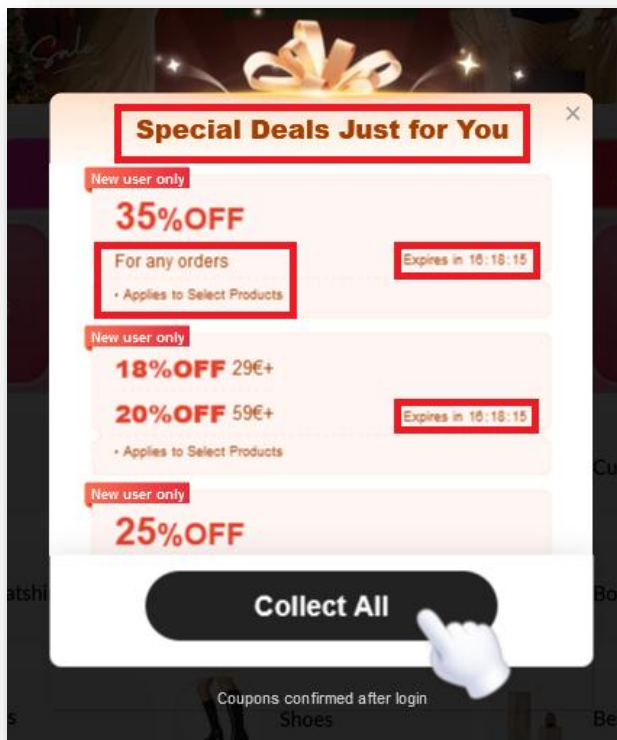 Sale
Special Deals Just for You
×
New user only
35%OFF
For any orders
Expires in 16:18:15
• Applies to Select Products
New user only
18%OFF 29€+
20%OFF 59€+
Expires in 16:18:15
• Applies to Select Products
New user only
25%OFF
Collect All
Coupons confirmed after login
Shoes